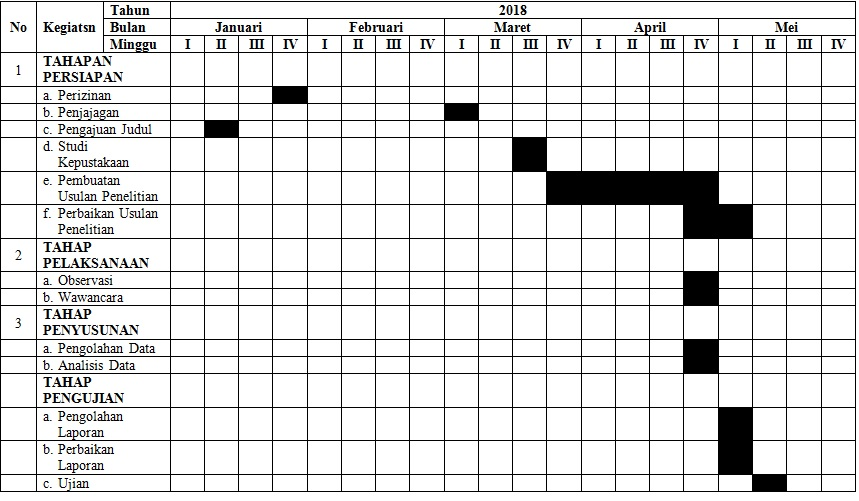 Tahun 2018
No Kegiatsn Bulan Januari Februari Maret April Mei
Minggu I II III IV I II III IV I II III IV I II III IV I II III IV
1 TAHAPAN
PERSIAPAN
a. Perizinan
b. Penjajagan
c. Pengajuan Judul
d. Studi
Kepustakaan
e. Pembuatan
Usulan Penelitian
f. Perbaikan Usulan
Penelitian
2 TAHAP
PELAKSANAAN
a. Observasi
b. Wawancara
3 TAHAP
PENYUSUNAN
a. Pengolahan Data
b. Analisis Data
TAHAP
PENGUJIAN
a. Pengolahan
Laporan
b. Perbaikan
Laporan
c. Ujian